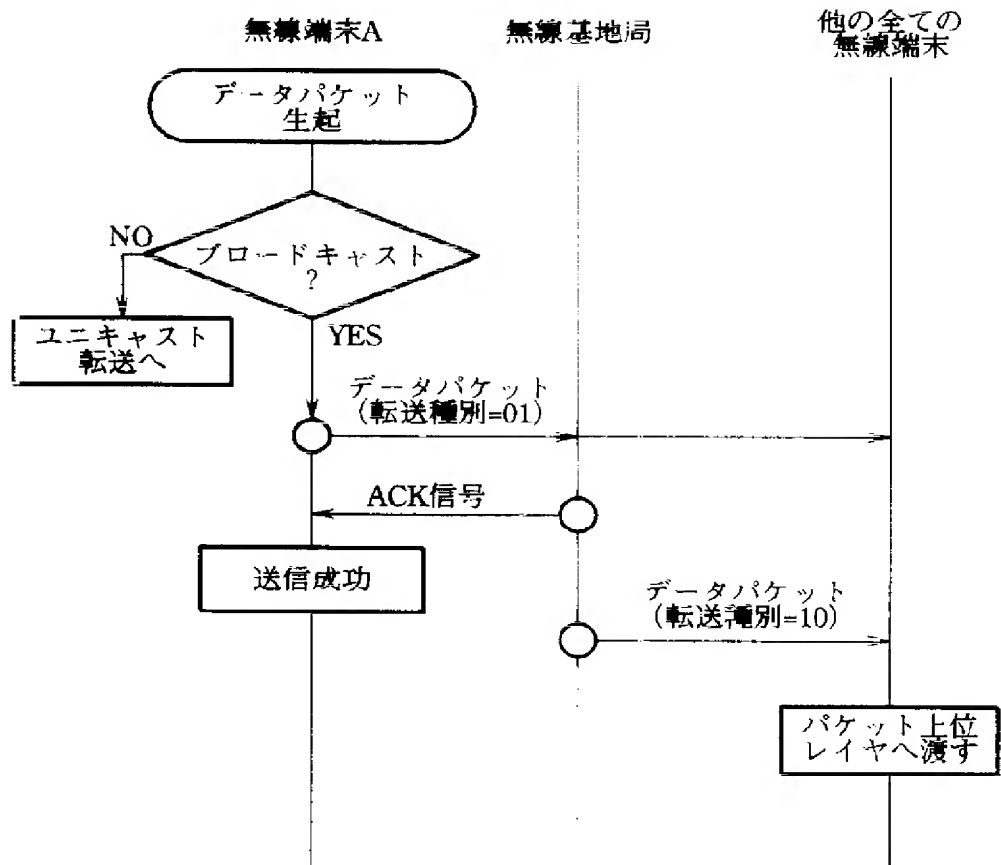 無線端末A
無線基地局
他の全ての
無線端末
データパケット
生起
NO
ブロードキャスト
?
YES
ユニキャスト
転送へ
データパケット
(転送種別=01)
ACK信号
送信成功
データパケット
(転送種別=10)
パケット上位
レイヤへ渡す